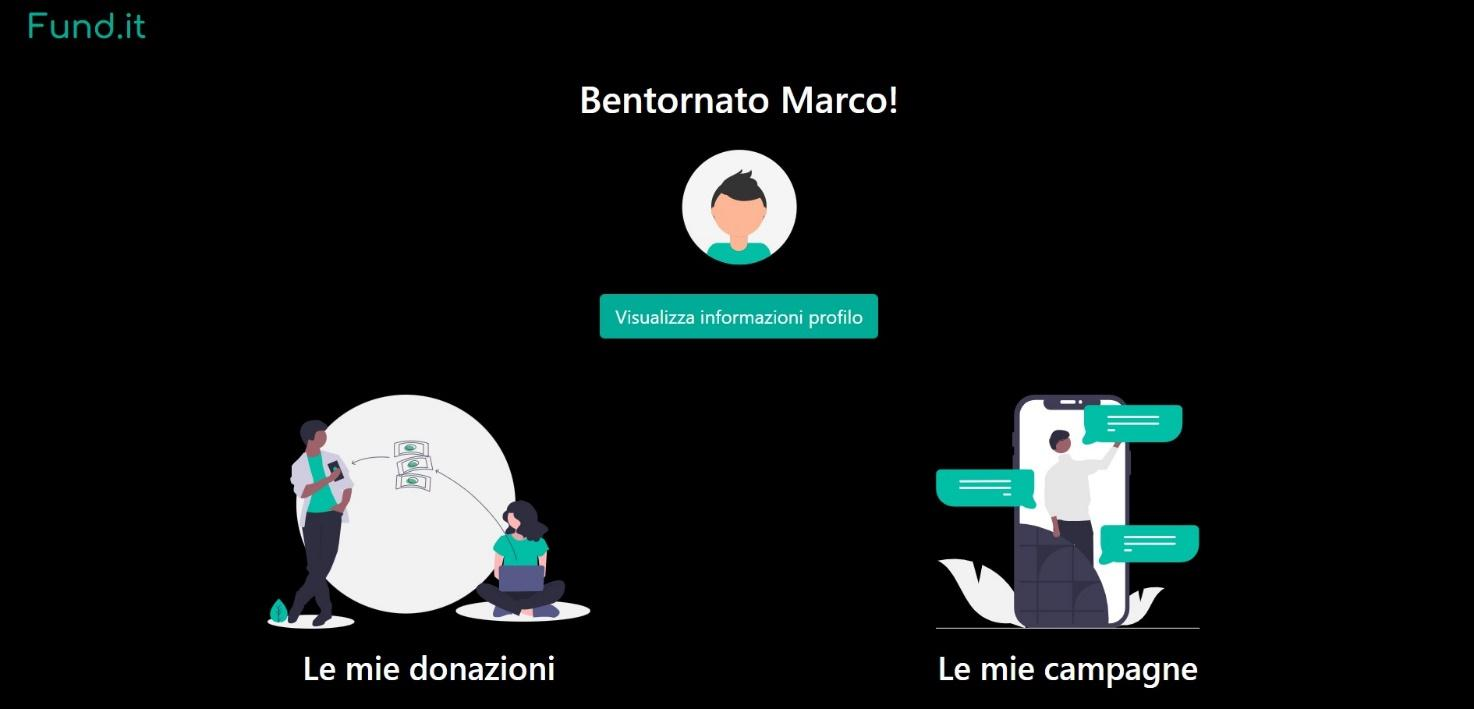 Fund.it
Bentornato Marco!
Visualizza informazioni profilo
Le mie donazioni
Le mie campagne